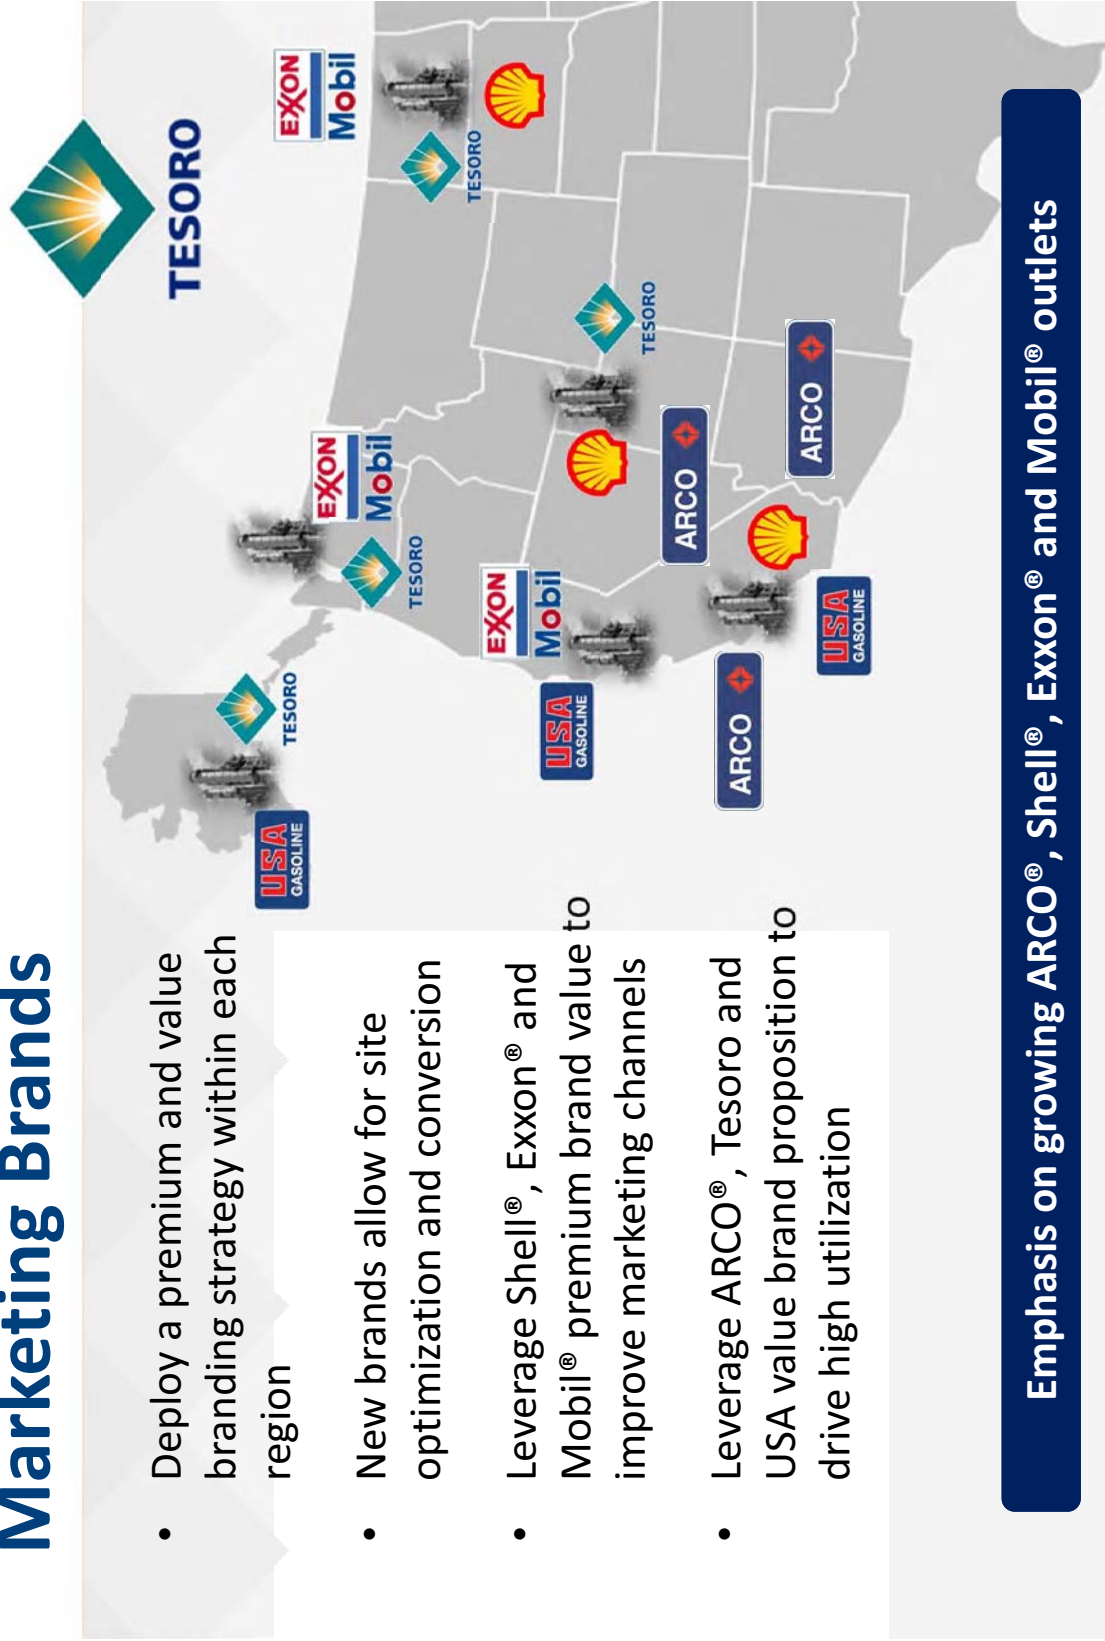 Marketing Brands
TESORO
• Deploy a premium and value
branding strategy within each
region
• New brands allow for site
optimization and conversion
• Leverage Shell®, Exxon® and
Mobil® premium brand value to
improve marketing channels
• Leverage ARCO®, Tesoro and
USA value brand proposition to
drive high utilization
USA
GASOLINE
TESORO
EXXON
Mobil
TESORO
EXXON
Mobil
TESORO
EXXON
Mobil
USA
GASOLINE
TESORO
ARCO
ARCO
ARCO
USA
GASOLINE
Emphasis on growing ARCO®, Shell®, Exxon® and Mobil® outlets